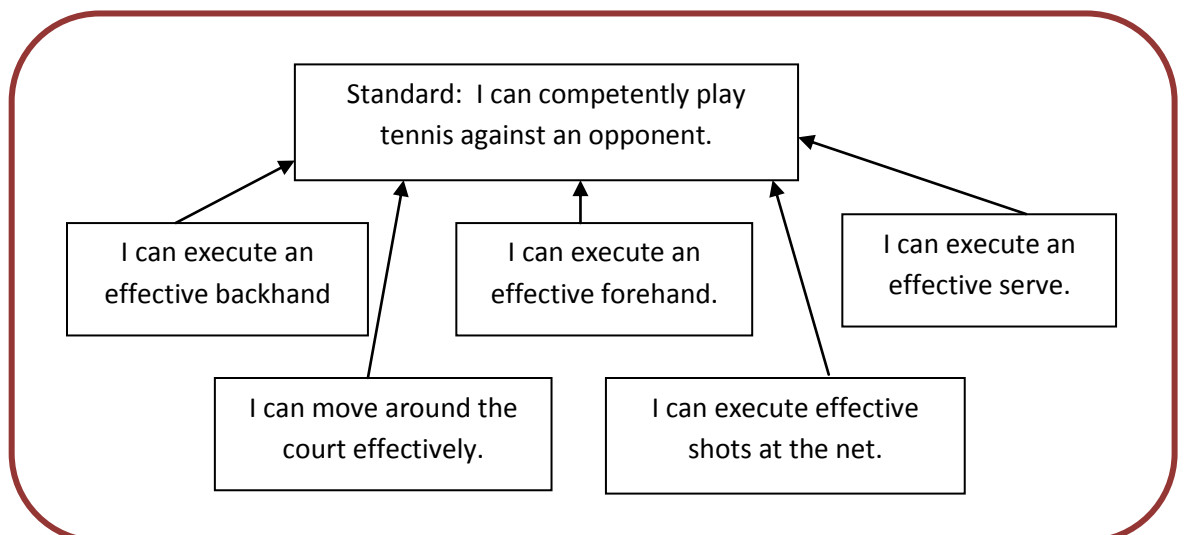 Standard: I can competently play
tennis against an opponent.
I can execute an
effective backhand
I can execute an
effective forehand.
I can execute an
effective serve.
I can move around the
court effectively.
I can execute effective
shots at the net.